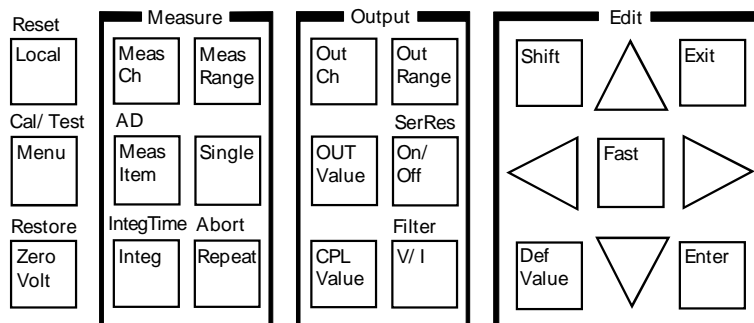 Measure
Output
Edit
Reset
Local
Meas
Ch
Meas
Range
Out
Ch
Out
Range
Shift
Exit
Cal/ Test
AD
SerRes
Menu
Meas
Item
Single
OUT
Value
On/
Off
Fast
Restore
IntegTime
Abort
Filter
Zero
Volt
Integ
Repeat
CPL
Value
V/ I
Def
Value
Enter